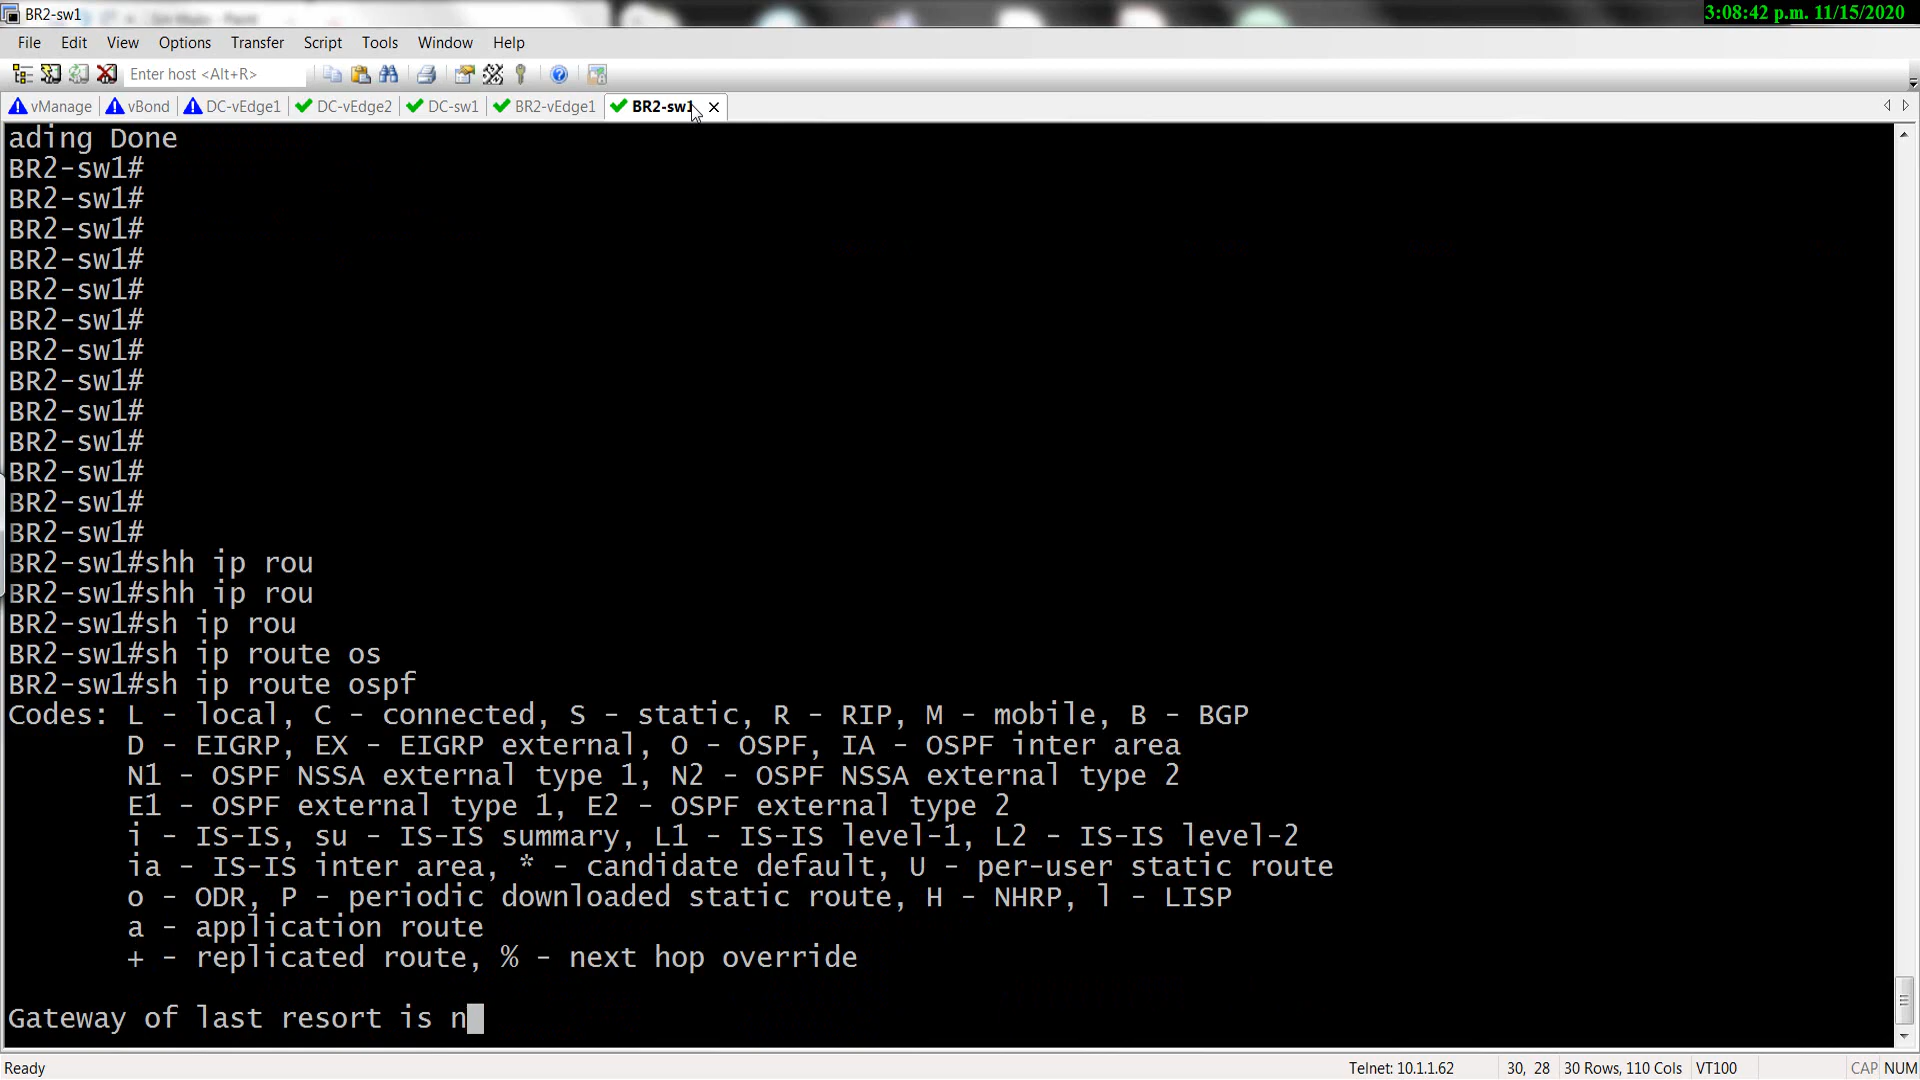 BR2-sw1
3:08:42 p.m. 11/15/2020
File Edit View Options Transfer Script Tools Window Help
Enter host <Alt+R>
vManage vBond DC-vEdge1 DC-vEdge2 DC-sw1 BR2-vEdge1 BR2-sw1
ading Done
BR2-sw1#
BR2-sw1#
BR2-sw1#
BR2-sw1#
BR2-sw1#
BR2-sw1#
BR2-sw1#
BR2-sw1#
BR2-sw1#
BR2-sw1#
BR2-sw1#
BR2-sw1#
BR2-sw1#
BR2-sw1#shh ip rou
BR2-sw1#shh ip rou
BR2-sw1#sh ip rou
BR2-sw1#sh ip route os
BR2-sw1#sh ip route ospf
Codes: L - local, C - connected, S - static, R - RIP, M - mobile, B - BGP
D - EIGRP, EX - EIGRP external, O - OSPF, IA - OSPF inter area
N1 - OSPF NSSA external type 1, N2 - OSPF NSSA external type 2
E1 - OSPF external type 1, E2 - OSPF external type 2
i - IS-IS, su - IS-IS summary, L1 - IS-IS level-1, L2 - IS-IS level-2
ia - IS-IS inter area, * - candidate default, U - per-user static route
o - ODR, P - periodic downloaded static route, H - NHRP, l - LISP
a - application route
+ - replicated route, % - next hop override
Gateway of last resort is n
Ready Telnet: 10.1.1.62 30, 28 30 Rows, 110 Cols VT100 CAP NUM